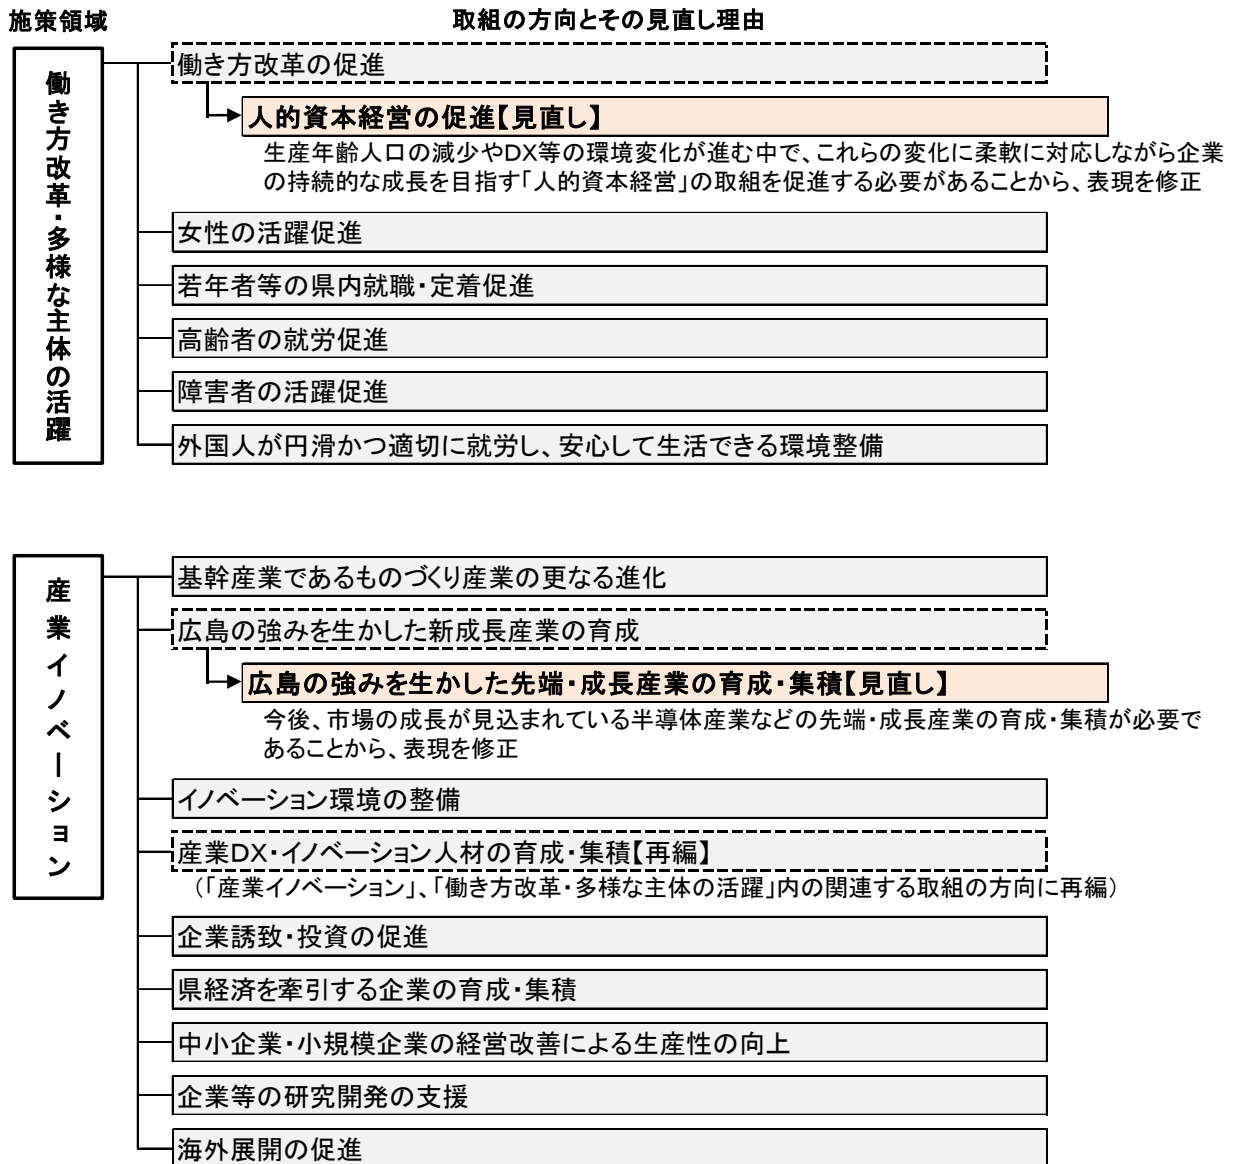 施策領域
取組の方向とその見直し理由
働き方改革・多様な主体の活躍
働き方改革の促進
人的資本経営の促進【見直し】
生産年齢人口の減少やDX等の環境変化が進む中で、これらの変化に柔軟に対応しながら企業
の持続的な成長を目指す「人的資本経営」の取組を促進する必要があることから、表現を修正
女性の活躍促進
若年者等の県内就職・定着促進
高齢者の就労促進
障害者の活躍促進
外国人が円滑かつ適切に就労し、安心して生活できる環境整備
産業イノベーション
基幹産業であるものづくり産業の更なる進化
広島の強みを生かした新成長産業の育成
広島の強みを生かした先端・成長産業の育成・集積【見直し】
今後、市場の成長が見込まれている半導体産業などの先端・成長産業の育成・集積が必要で
あることから、表現を修正
イノベーション環境の整備
産業DX・イノベーション人材の育成・集積【再編】
（「産業イノベーション」、「働き方改革・多様な主体の活躍」内の関連する取組の方向に再編）
企業誘致・投資の促進
県経済を牽引する企業の育成・集積
中小企業・小規模企業の経営改善による生産性の向上
企業等の研究開発の支援
海外展開の促進